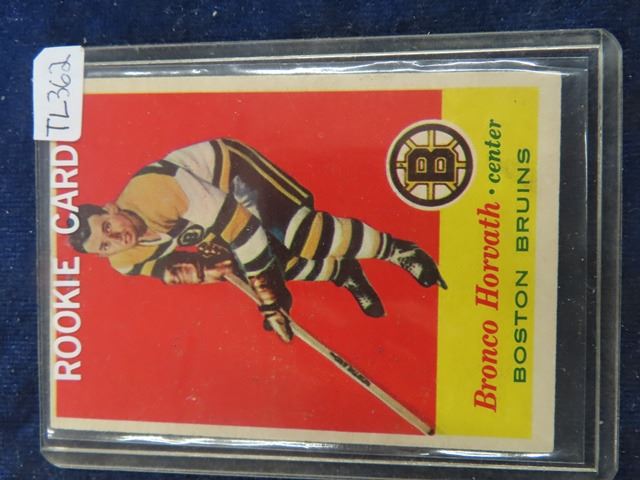 TL362
ROOKIE CARD
B
Bronco Horvath • center
BOSTON BRUINS